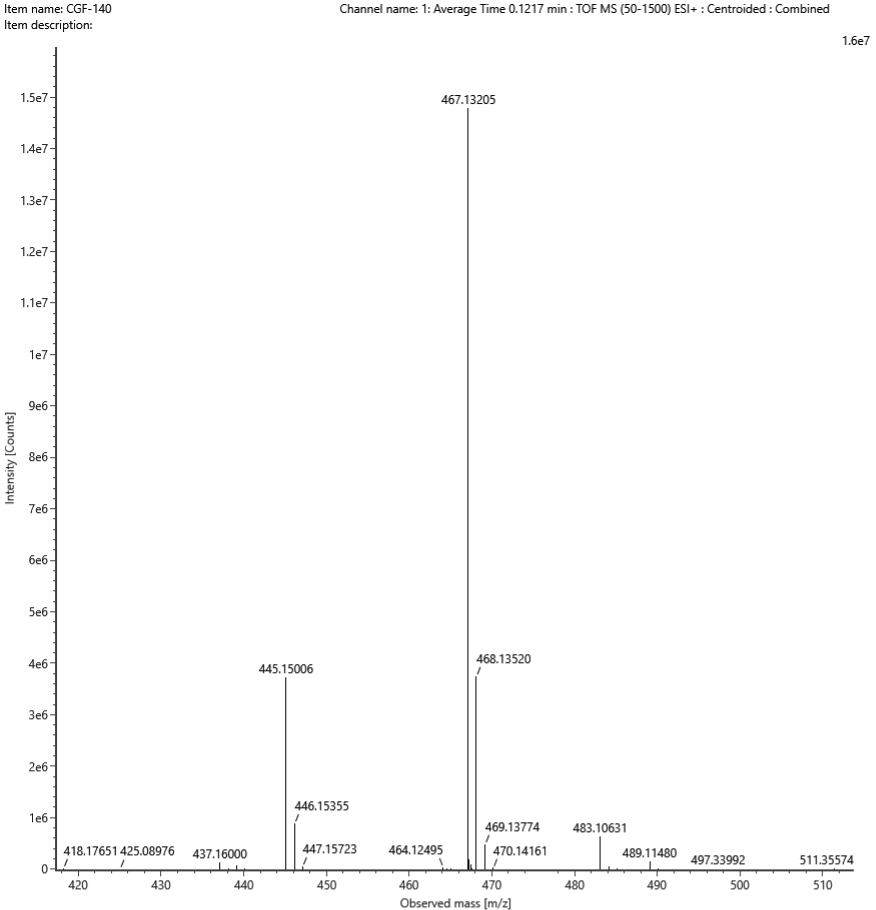 Item name: CGF-140
Channel name: 1: Average Time 0.1217 min : TOF MS (50-1500) ESI+ : Centroided : Combined
Item description:
1.6e7
1.5e7
467.13205
1.4e7
1.3e7
1.2e7
1.1e7
1e7
9e6
Intensity [Counts]
8e6
7e6
6e6
5e6
4e6
445.15006
468.13520
3e6
2e6
1e6
446.15355
469.13774
483.10631
418.17651
425.08976
437.16000
447.15723
464.12495
470.14161
489.11480
497.33992
511.35574
0
420
430
440
450
460
470
480
490
500
510
Observed mass [m/z]